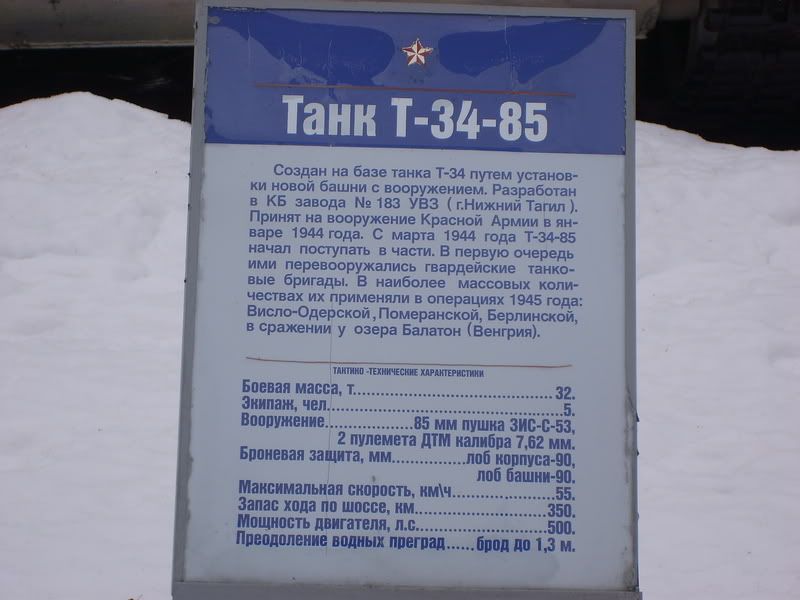 Танк Т-34-85
Создан на базе танка Т-34 путем установ-
ки новой башни с вооружением. Разработан
в КБ завода №183 УВЗ ( г.Нижний Тагил ).
Принят на вооружение Красной Армии в ян-
варе 1944 года. С марта 1944 года Т-34-85
начал поступать в части. В первую очередь
ими перевооружались гвардейские танко-
вые бригады. В наиболее массовых коли-
чествах их применяли в операциях 1945 года:
Висло-Одерской, Померанской, Берлинской,
в сражении у озера Балатон (Венгрия).
ТАКТИКО -ТЕХНИЧЕСКИЕ ХАРАКТЕРИСТИКИ
Боевая масса, т........................................32.
Экипаж, чел..............................................5.
Вооружение................85 мм пушка ЗИС-С-53,
2 пулемета ДТМ калибра 7,62 мм.
Броневая защита, мм..............лоб корпуса-90,
лоб башни-90.
Максимальная скорость, км\ч....................55.
Запас хода по шоссе, км.........................350.
Мощность двигателя, л.с.........................500.
Преодоление водных преград......брод до 1,3 м.